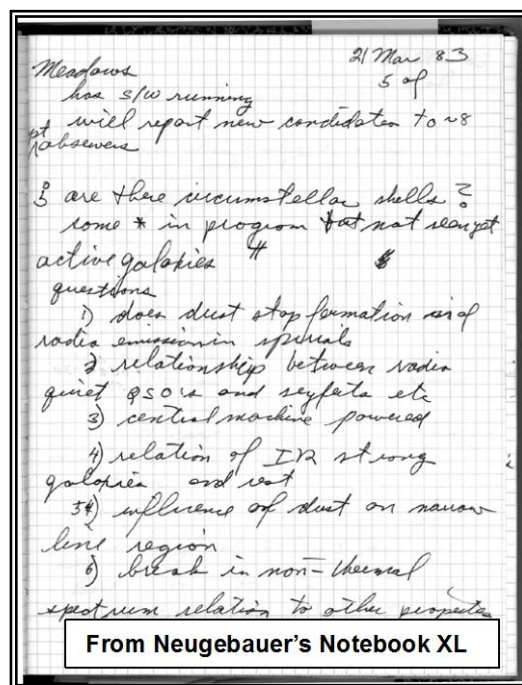 21 Mar 83
5 of
Meadows
has s/w running
will report new candidates to ~8
pt observers
¿ are there circumstellar shells ?
some * in program but not seen yet
active galaxies "
questions
1) does dust stop formation of
radio emission in spirals
2 relationship between radio
quiet QSO's and seyferts etc
3) central machine powered
4) relation of IR strong
galaxies and rest
5) influence of dust on narrow
line region
6) break in non-thermal
spectrum relation to other properties
From Neugebauer's Notebook XL